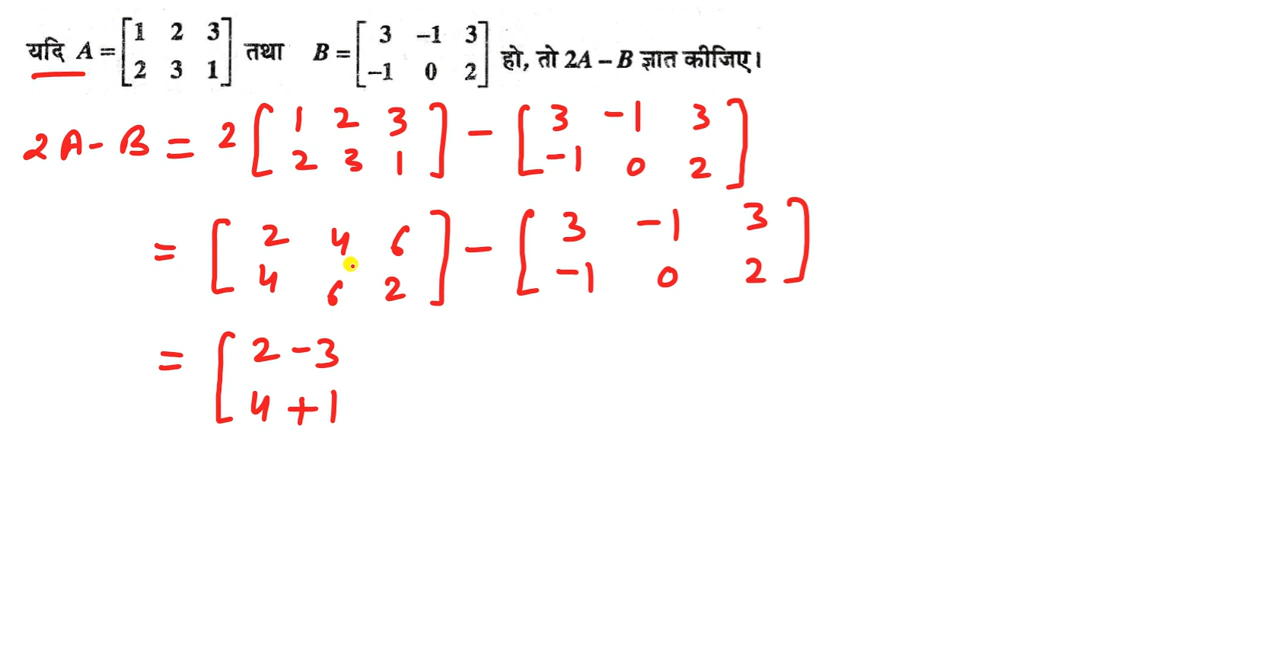 यदि A = [1 2 3 तथा B = [3 −1 3 हो, तो 2A − B ज्ञात कीजिए।
2 3 1] −1 0 2]
2A - B = 2 [1 2 3 - [3 -1 3
2 3 1] -1 0 2]
= [2 4 6 - [3 -1 3
4 6 2] -1 0 2]
= [2 - 3
4 + 1